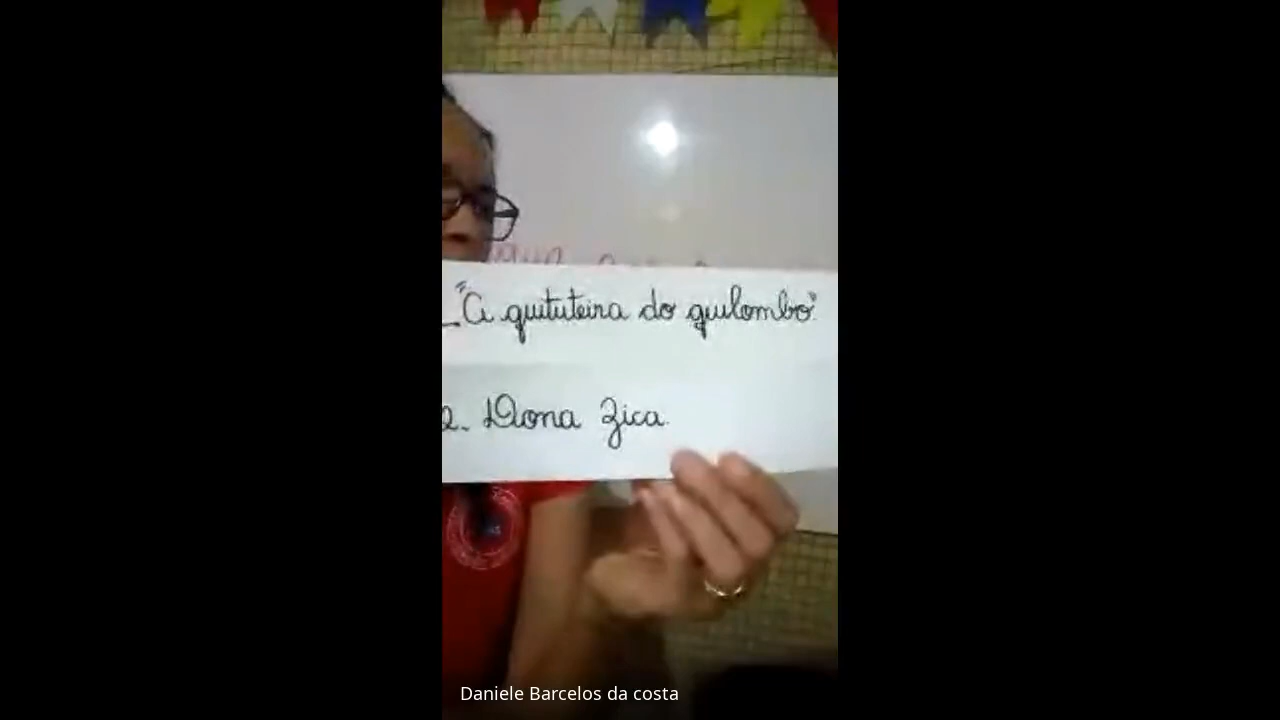 "A quituteira do quilombo".
2. Dona Zica.
Daniele Barcelos da costa